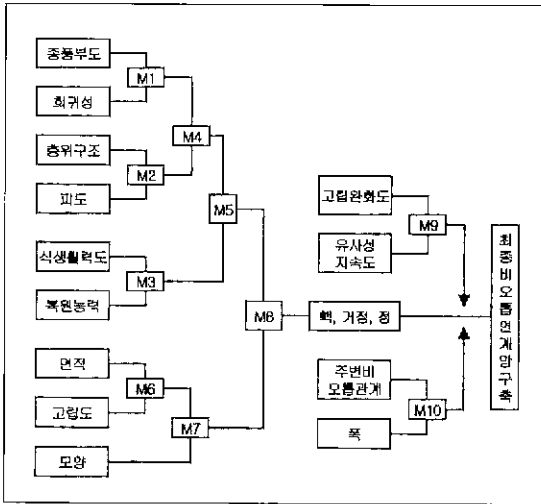 종풍부도
M1
희귀성
M4
층위구조
M2
피도
M5
식생활력도
M3
복원능력
M8
면적
M6
고립도
M7
모양
고립완화도
M9
유사성
지속도
핵, 거점, 점
주변비
오톱관계
M10
폭
최종비오톱연계망구축